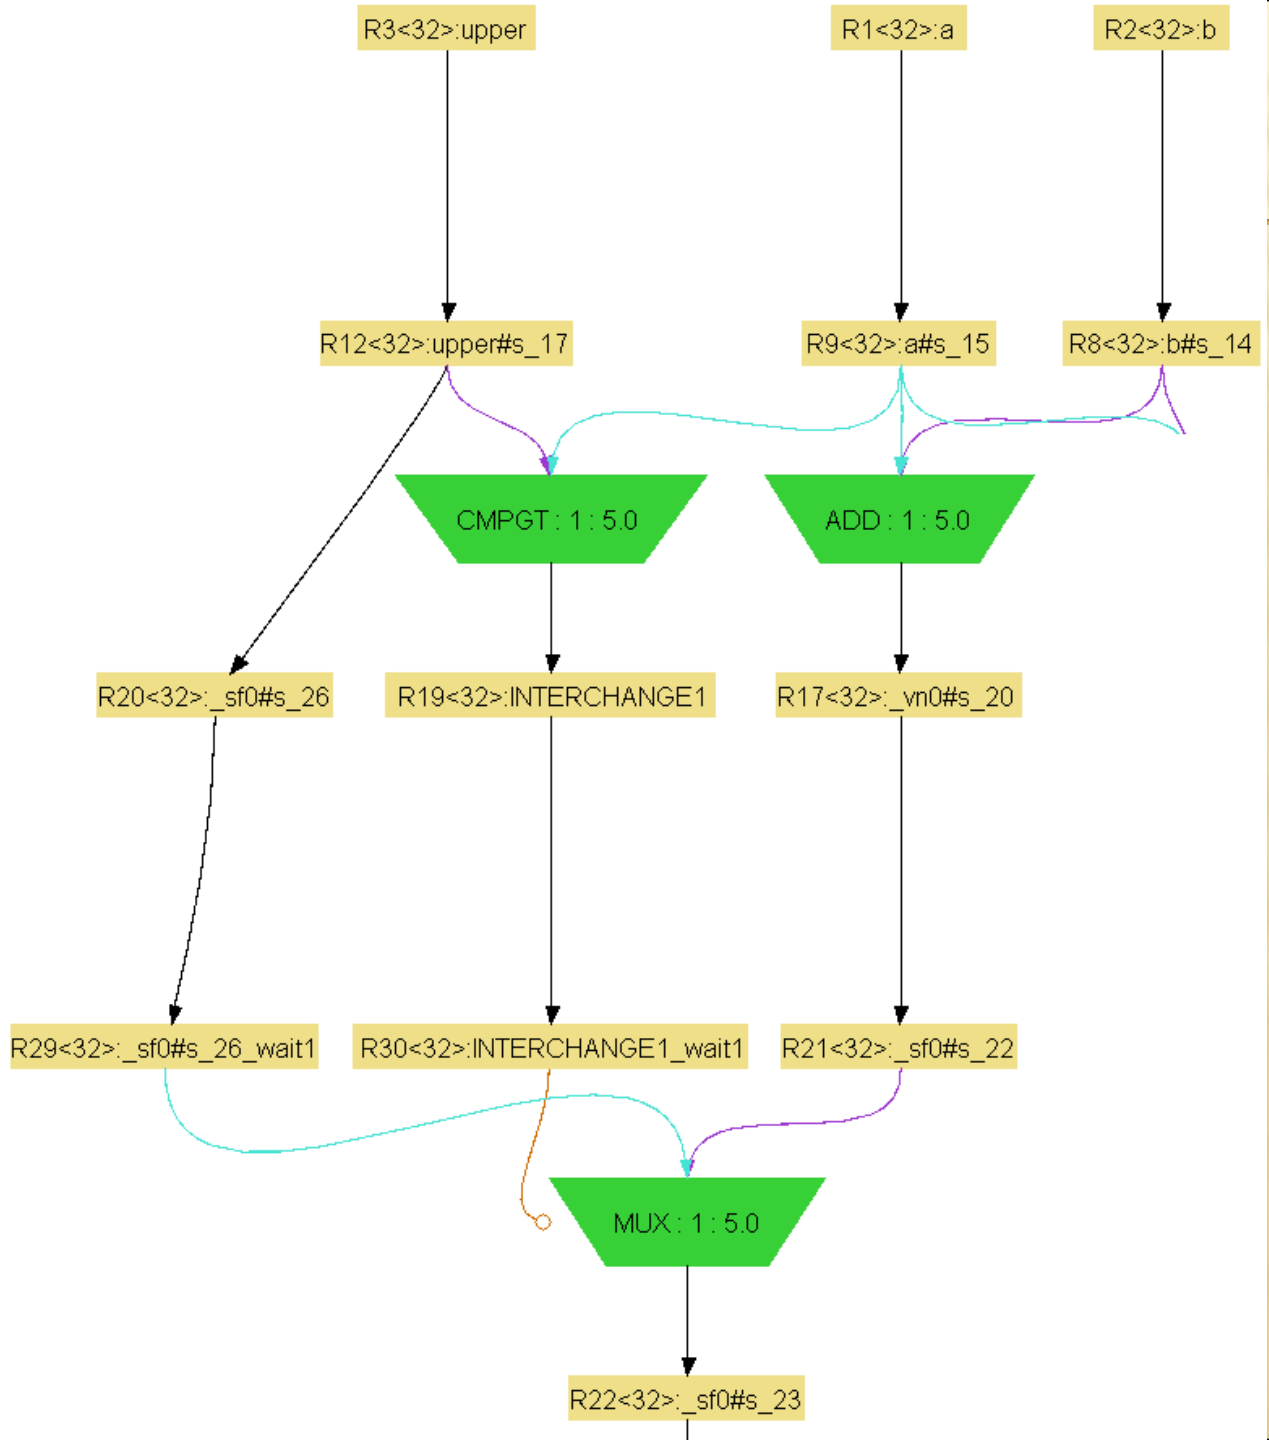 R3<32>:upper
R1<32>:a
R2<32>:b
R12<32>:upper#s_17
R9<32>:a#s_15
R8<32>:b#s_14
CMPGT : 1 : 5.0
ADD : 1 : 5.0
R20<32>:_sf0#s_26
R19<32>:INTERCHANGE1
R17<32>:_vn0#s_20
R29<32>:_sf0#s_26_wait1
R30<32>:INTERCHANGE1_wait1
R21<32>:_sf0#s_22
MUX : 1 : 5.0
R22<32>:_sf0#s_23